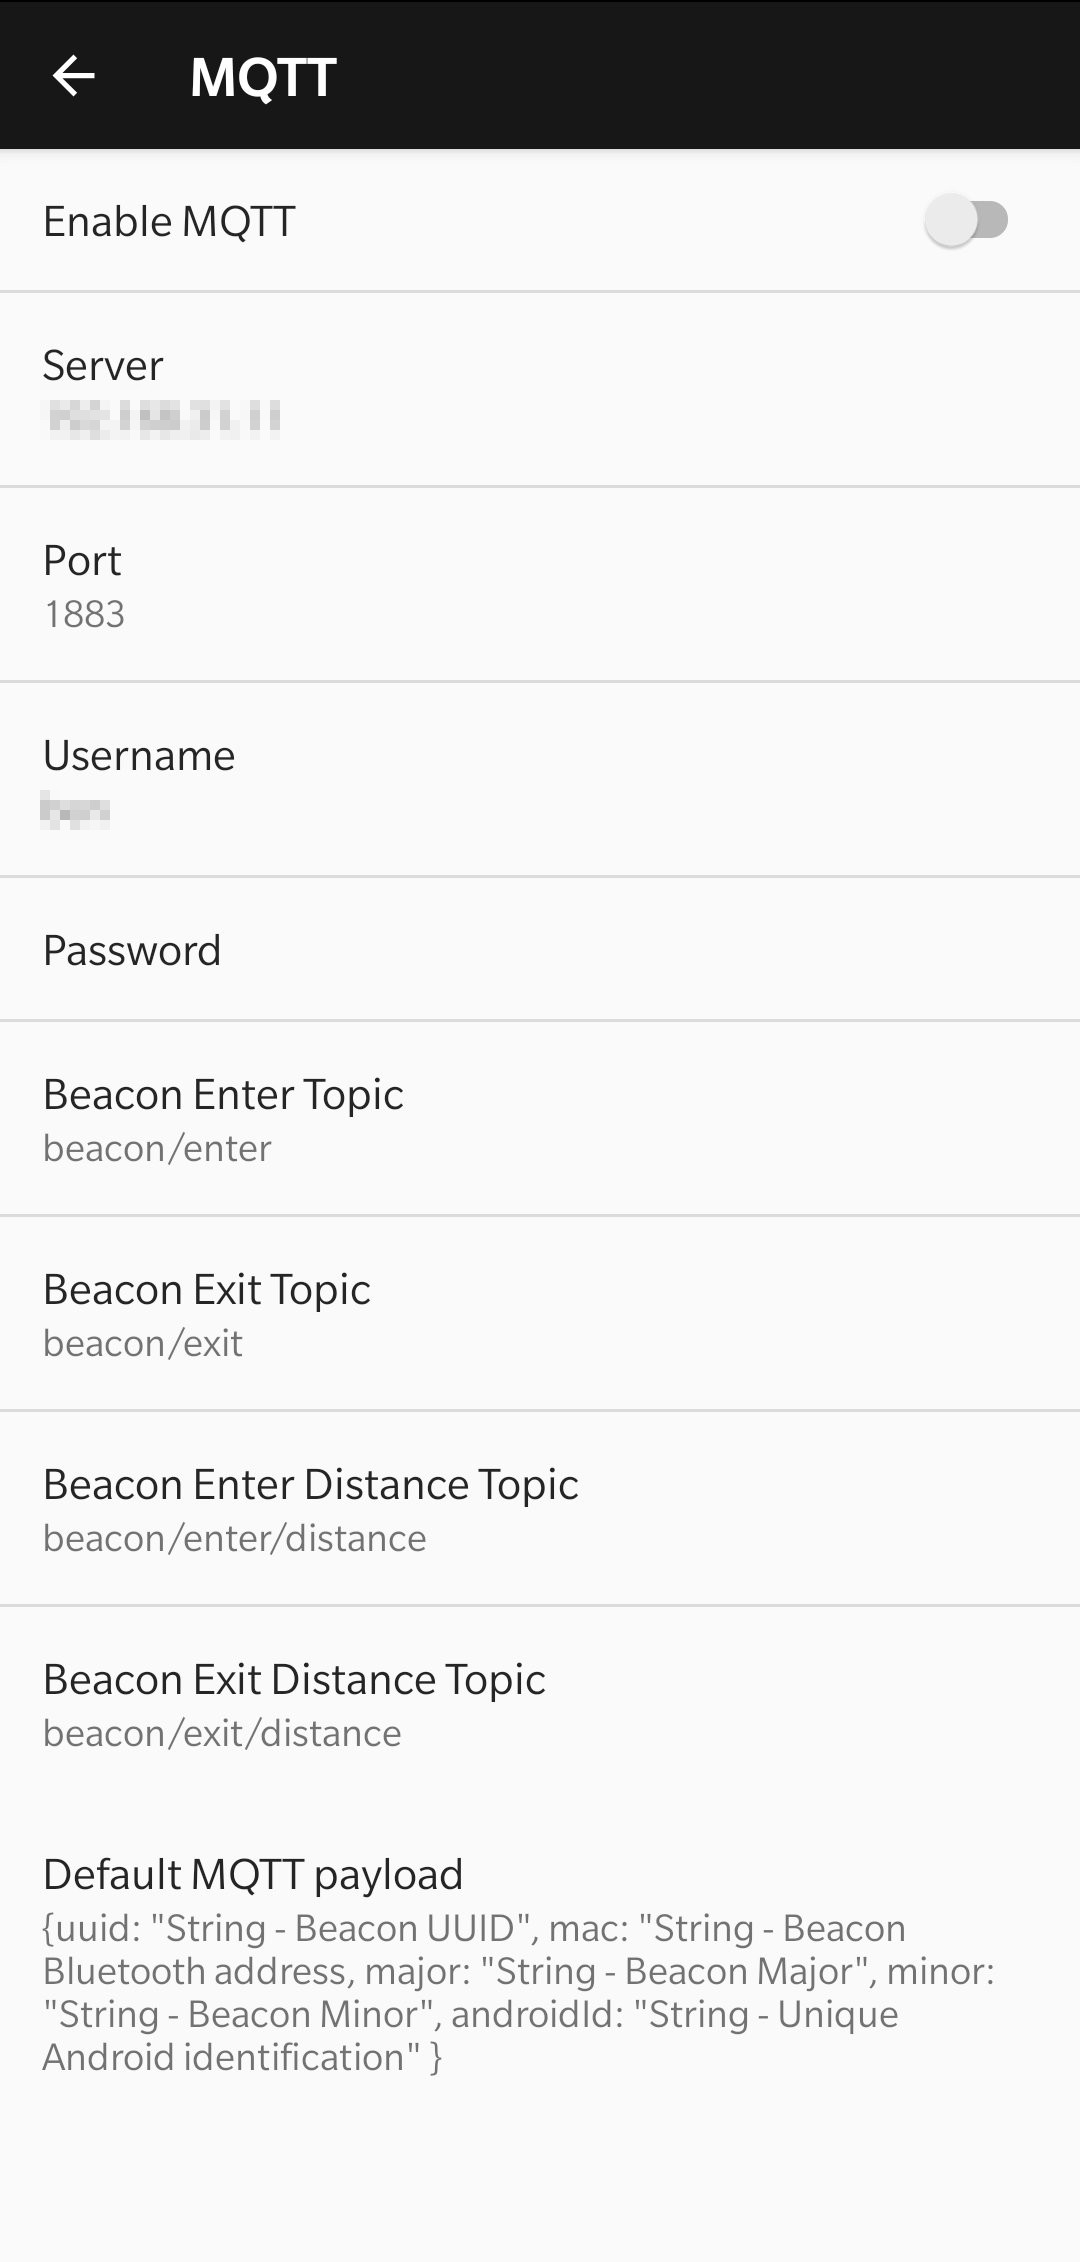 MQTT
Enable MQTT
Server
Port
1883
Username
Password
Beacon Enter Topic
beacon/enter
Beacon Exit Topic
beacon/exit
Beacon Enter Distance Topic
beacon/enter/distance
Beacon Exit Distance Topic
beacon/exit/distance
Default MQTT payload
{uuid: "String - Beacon UUID", mac: "String - Beacon
Bluetooth address, major: "String - Beacon Major", minor:
"String - Beacon Minor", androidId: "String - Unique
Android identification" }